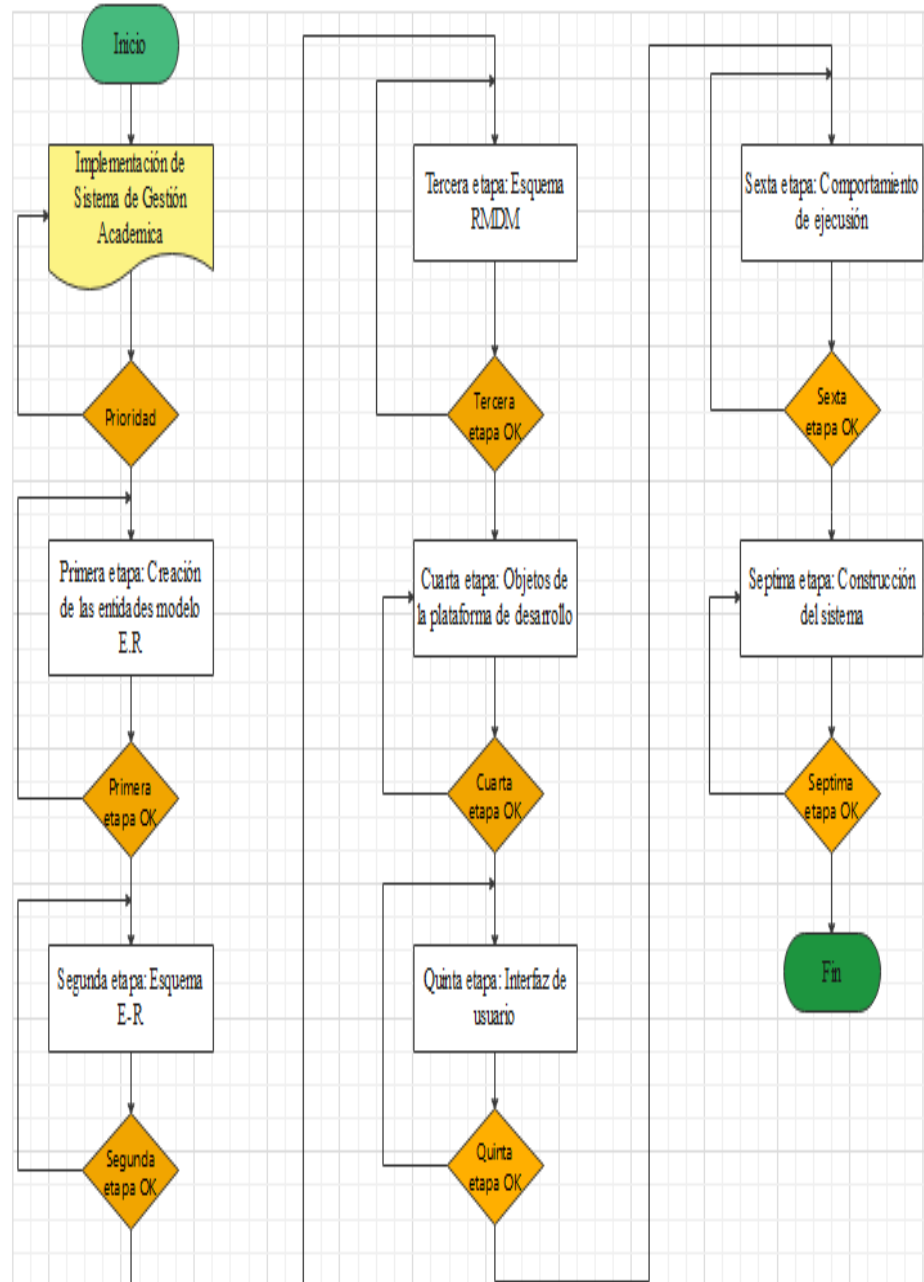 Inicio
Implementación de
Sistema de Gestión
Academica
Prioridad
Primera etapa: Creación
de las entidades modelo
E.R
Primera
etapa OK
Segunda etapa: Esquema
E-R
Segunda
etapa OK
Tercera etapa: Esquema
RMDM
Tercera
etapa OK
Cuarta etapa: Objetos de
la plataforma de desarrollo
Cuarta
etapa OK
Quinta etapa: Interfaz de
usuario
Quinta
etapa OK
Sexta etapa: Comportamiento
de ejecusión
Sexta
etapa OK
Septima etapa: Construcción
del sistema
Septima
etapa OK
Fin